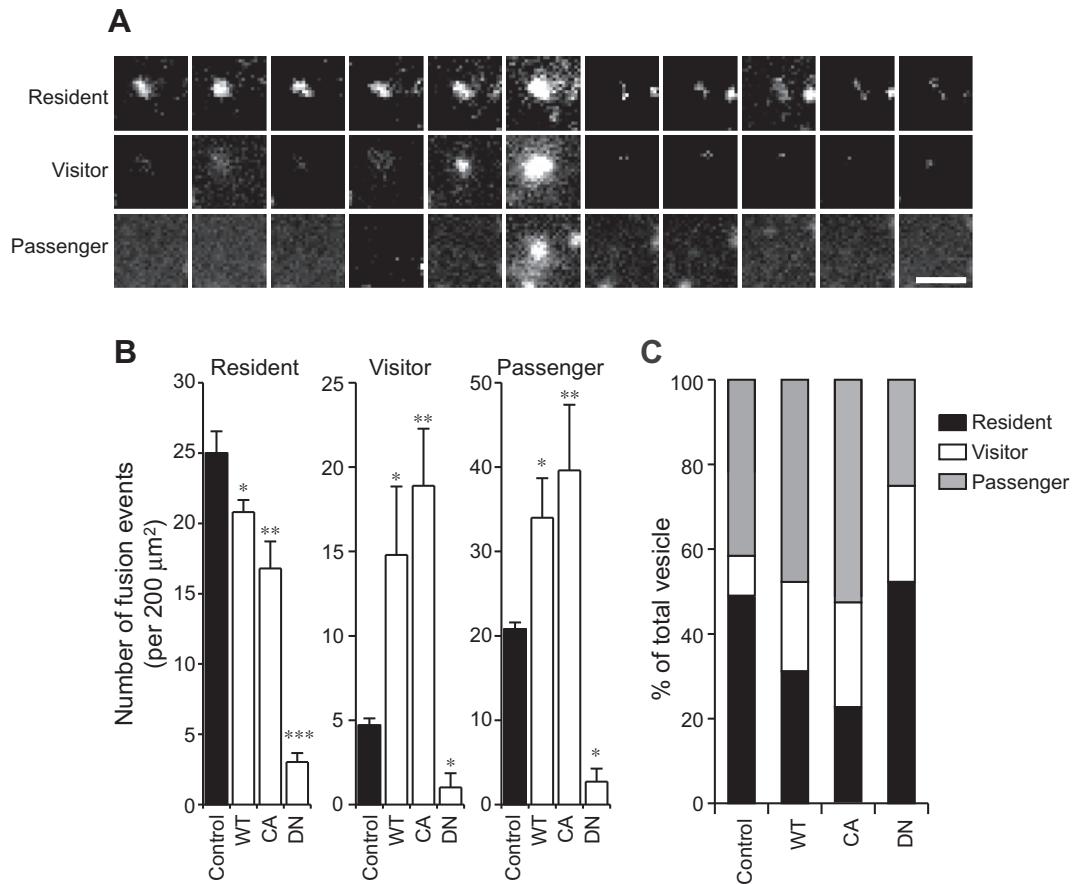 A
Resident
Visitor
Passenger
B
Resident
Visitor
Passenger
Number of fusion events
(per 200 μm²)
30
25
20
15
10
5
0
*
**
***
Control
WT
CA
DN
25
20
15
10
5
0
*
**
*
Control
WT
CA
DN
50
40
30
20
10
0
*
**
*
Control
WT
CA
DN
C
% of total vesicle
100
80
60
40
20
0
Control
WT
CA
DN
Resident
Visitor
Passenger